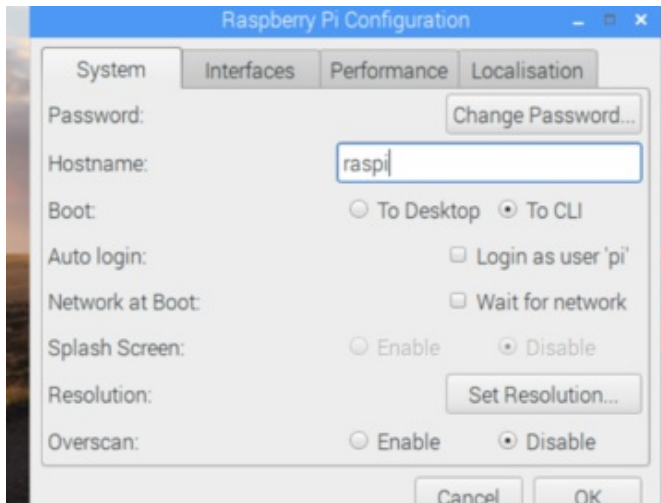 Raspberry Pi Configuration
System Interfaces Performance Localisation
Password: Change Password...
Hostname: raspi
Boot: To Desktop To CLI
Auto login: Login as user 'pi'
Network at Boot: Wait for network
Splash Screen: Enable Disable
Resolution: Set Resolution...
Overscan: Enable Disable
Cancel OK